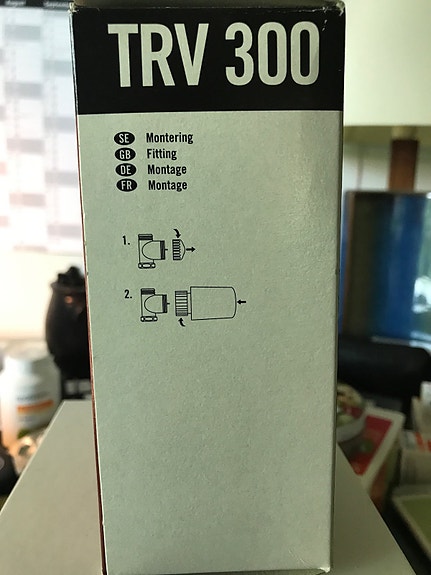 TRV 300
SE Montering
GB Fitting
DE Montage
FR Montage
1.
2.